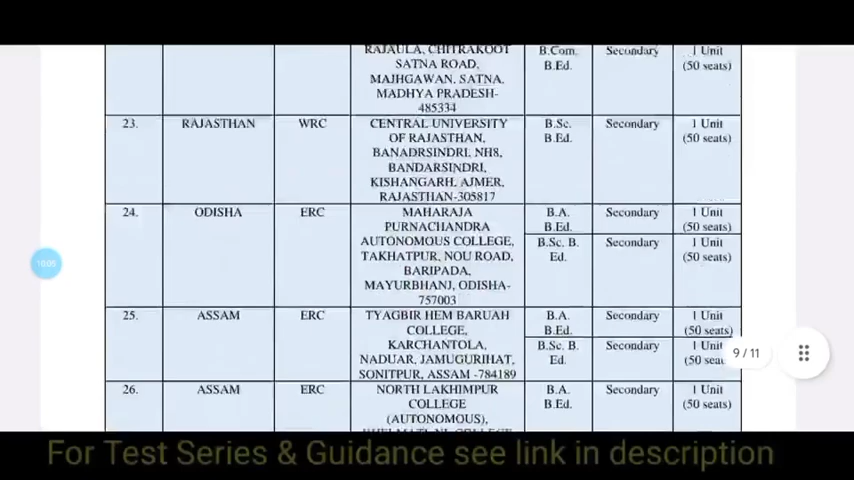 RAJAULA, CHITRAKOOT
SATNA ROAD,
MAJHGAWAN, SATNA,
MADHYA PRADESH-
485334
B.Com.
B.Ed.
Secondary
1 Unit
(50 seats)
23.
RAJASTHAN
WRC
CENTRAL UNIVERSITY
OF RAJASTHAN,
BANADRSINDRI, NH8,
BANDARSINDRI,
KISHANGARH, AJMER,
RAJASTHAN-305817
B.Sc.
B.Ed.
Secondary
1 Unit
(50 seats)
24.
ODISHA
ERC
MAHARAJA
PURNACHANDRA
AUTONOMOUS COLLEGE,
TAKHATPUR, NOU ROAD,
BARIPADA,
MAYURBHANJ, ODISHA-
757003
B.A.
B.Ed.
Secondary
1 Unit
(50 seats)
B.Sc. B.
Ed.
Secondary
1 Unit
(50 seats)
25.
ASSAM
ERC
TYAGBIR HEM BARUAH
COLLEGE,
KARCHANTOLA,
NADUAR, JAMUGURIHAT,
SONITPUR, ASSAM -784189
B.A.
B.Ed.
Secondary
1 Unit
(50 seats)
B.Sc. B.
Ed.
Secondary
1 Unit
(50 seats
26.
ASSAM
ERC
NORTH LAKHIMPUR
COLLEGE
(AUTONOMOUS),
B.A.
B.Ed.
Secondary
1 Unit
(50 seats)
10:05
9 / 11
For Test Series & Guidance see link in description